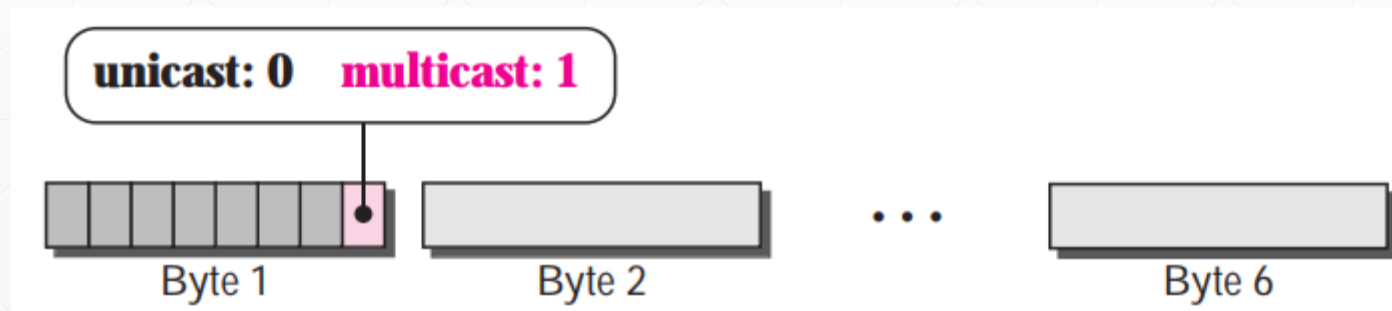 unicast: 0 multicast: 1
• • •
Byte 1 Byte 2 Byte 6